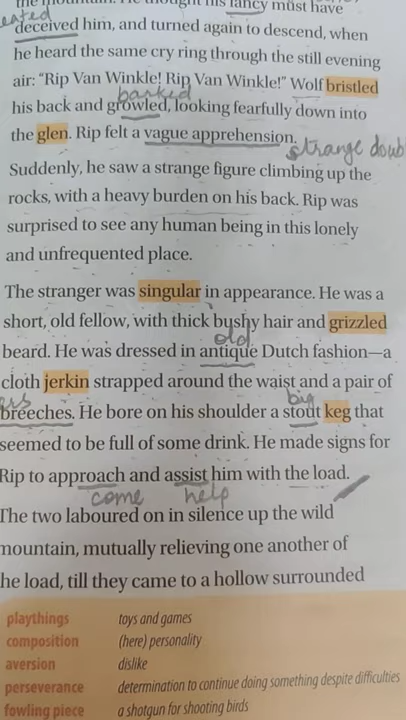 the mountain. He thought his fancy must have
eated
deceived him, and turned again to descend, when
he heard the same cry ring through the still evening
air: “Rip Van Winkle! Rip Van Winkle!” Wolf bristled
barked
his back and growled, looking fearfully down into
the glen. Rip felt a vague apprehension.
strange doub
Suddenly, he saw a strange figure climbing up the
rocks, with a heavy burden on his back. Rip was
surprised to see any human being in this lonely
and unfrequented place.
The stranger was singular in appearance. He was a
short, old fellow, with thick bushy hair and grizzled
old
beard. He was dressed in antique Dutch fashion—a
cloth jerkin strapped around the waist and a pair of
ers big
breeches. He bore on his shoulder a stout keg that
seemed to be full of some drink. He made signs for
Rip to approach and assist him with the load.
come help
The two laboured on in silence up the wild
mountain, mutually relieving one another of
he load, till they came to a hollow surrounded
playthings toys and games
composition (here) personality
aversion dislike
perseverance determination to continue doing something despite difficulties
fowling piece a shotgun for shooting birds